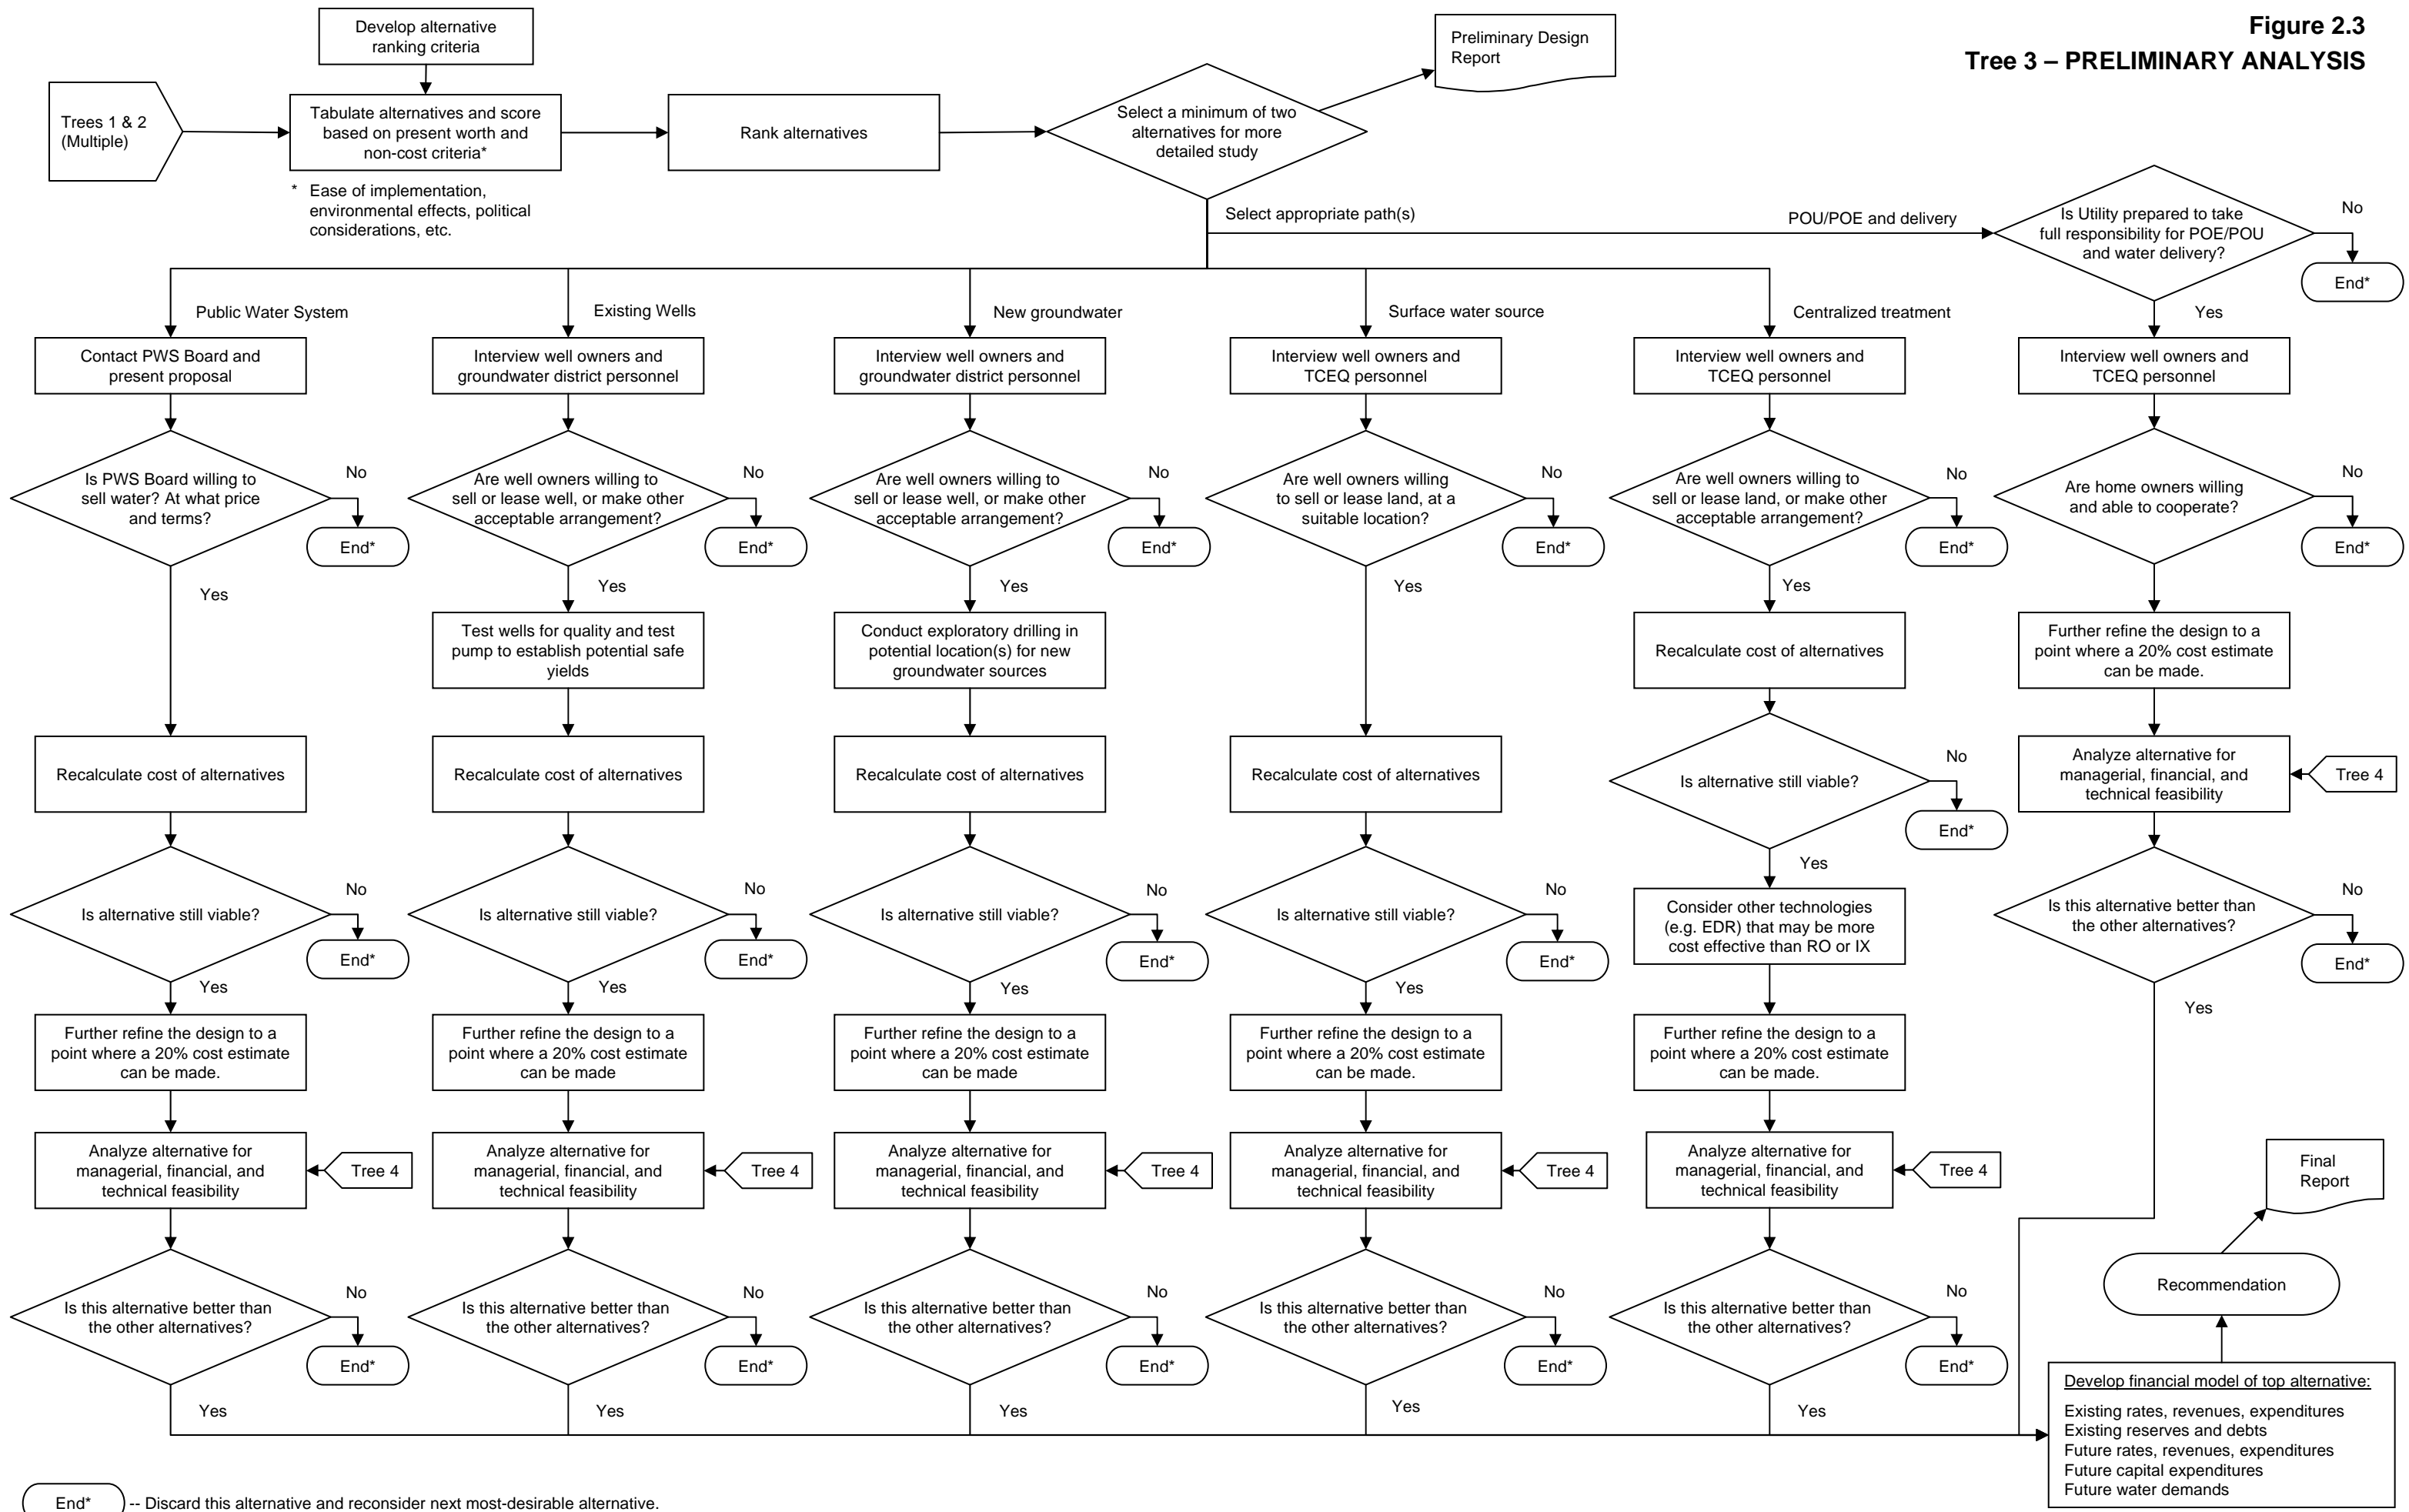 Figure 2.3
Tree 3 – PRELIMINARY ANALYSIS
Develop alternative
ranking criteria
Preliminary Design
Report
Trees 1 & 2
(Multiple)
Tabulate alternatives and score
based on present worth and
non-cost criteria*
Rank alternatives
Select a minimum of two
alternatives for more
detailed study
* Ease of implementation,
environmental effects, political
considerations, etc.
Select appropriate path(s)
POU/POE and delivery
Is Utility prepared to take
full responsibility for POE/POU
and water delivery?
No
End*
Yes
Public Water System
Existing Wells
New groundwater
Surface water source
Centralized treatment
Contact PWS Board and
present proposal
Is PWS Board willing to
sell water? At what price
and terms?
No
End*
Yes
Recalculate cost of alternatives
Is alternative still viable?
No
End*
Yes
Further refine the design to a
point where a 20% cost estimate
can be made.
Analyze alternative for
managerial, financial, and
technical feasibility
Tree 4
Is this alternative better than
the other alternatives?
No
End*
Yes
Interview well owners and
groundwater district personnel
Are well owners willing to
sell or lease well, or make other
acceptable arrangement?
No
End*
Yes
Test wells for quality and test
pump to establish potential safe
yields
Recalculate cost of alternatives
Is alternative still viable?
No
End*
Yes
Further refine the design to a
point where a 20% cost estimate
can be made
Analyze alternative for
managerial, financial, and
technical feasibility
Tree 4
Is this alternative better than
the other alternatives?
No
End*
Yes
Interview well owners and
groundwater district personnel
Are well owners willing to
sell or lease well, or make other
acceptable arrangement?
No
End*
Yes
Conduct exploratory drilling in
potential location(s) for new
groundwater sources
Recalculate cost of alternatives
Is alternative still viable?
No
End*
Yes
Further refine the design to a
point where a 20% cost estimate
can be made
Analyze alternative for
managerial, financial, and
technical feasibility
Tree 4
Is this alternative better than
the other alternatives?
No
End*
Yes
Interview well owners and
TCEQ personnel
Are well owners willing
to sell or lease land, at a
suitable location?
No
End*
Yes
Recalculate cost of alternatives
Is alternative still viable?
No
End*
Yes
Further refine the design to a
point where a 20% cost estimate
can be made.
Analyze alternative for
managerial, financial, and
technical feasibility
Tree 4
Is this alternative better than
the other alternatives?
No
End*
Yes
Interview well owners and
TCEQ personnel
Are well owners willing to
sell or lease land, or make other
acceptable arrangement?
No
End*
Yes
Recalculate cost of alternatives
Is alternative still viable?
No
End*
Yes
Consider other technologies
(e.g. EDR) that may be more
cost effective than RO or IX
Further refine the design to a
point where a 20% cost estimate
can be made.
Analyze alternative for
managerial, financial, and
technical feasibility
Tree 4
Is this alternative better than
the other alternatives?
No
End*
Yes
Interview well owners and
TCEQ personnel
Are home owners willing
and able to cooperate?
No
End*
Further refine the design to a
point where a 20% cost estimate
can be made.
Analyze alternative for
managerial, financial, and
technical feasibility
Tree 4
Is this alternative better than
the other alternatives?
No
End*
Yes
Final
Report
Recommendation
Develop financial model of top alternative:
Existing rates, revenues, expenditures
Existing reserves and debts
Future rates, revenues, expenditures
Future capital expenditures
Future water demands
End* -- Discard this alternative and reconsider next most-desirable alternative.